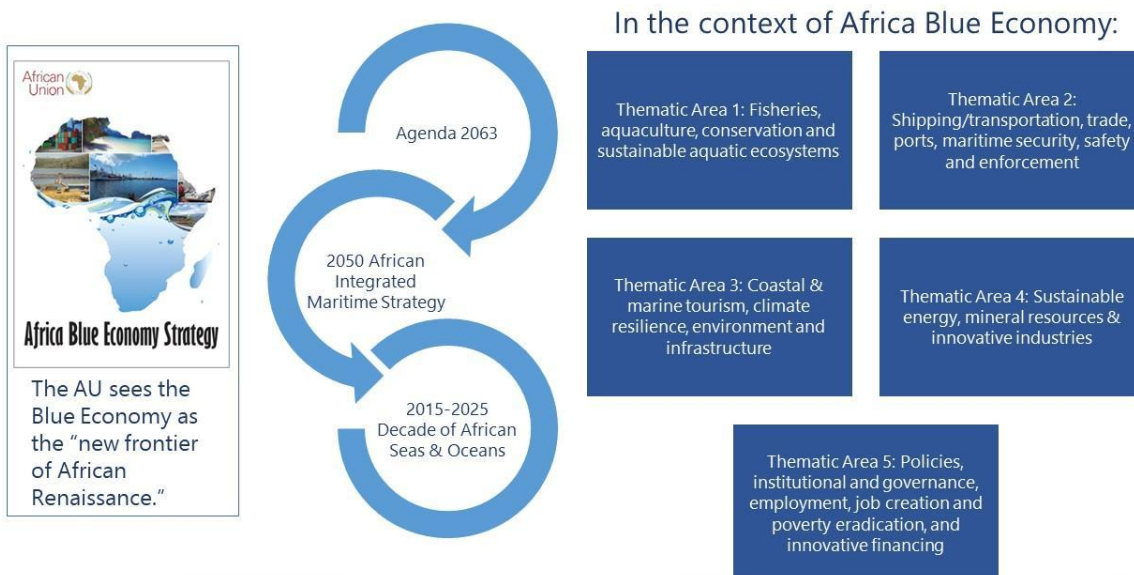 African
Union
Africa Blue Economy Strategy
The AU sees the
Blue Economy as
the “new frontier
of African
Renaissance.”
Agenda 2063
2050 African
Integrated
Maritime Strategy
2015-2025
Decade of African
Seas & Oceans
In the context of Africa Blue Economy:
Thematic Area 1: Fisheries,
aquaculture, conservation and
sustainable aquatic ecosystems
Thematic Area 2:
Shipping/transportation, trade,
ports, maritime security, safety
and enforcement
Thematic Area 3: Coastal &
marine tourism, climate
resilience, environment and
infrastructure
Thematic Area 4: Sustainable
energy, mineral resources &
innovative industries
Thematic Area 5: Policies,
institutional and governance,
employment, job creation and
poverty eradication, and
innovative financing